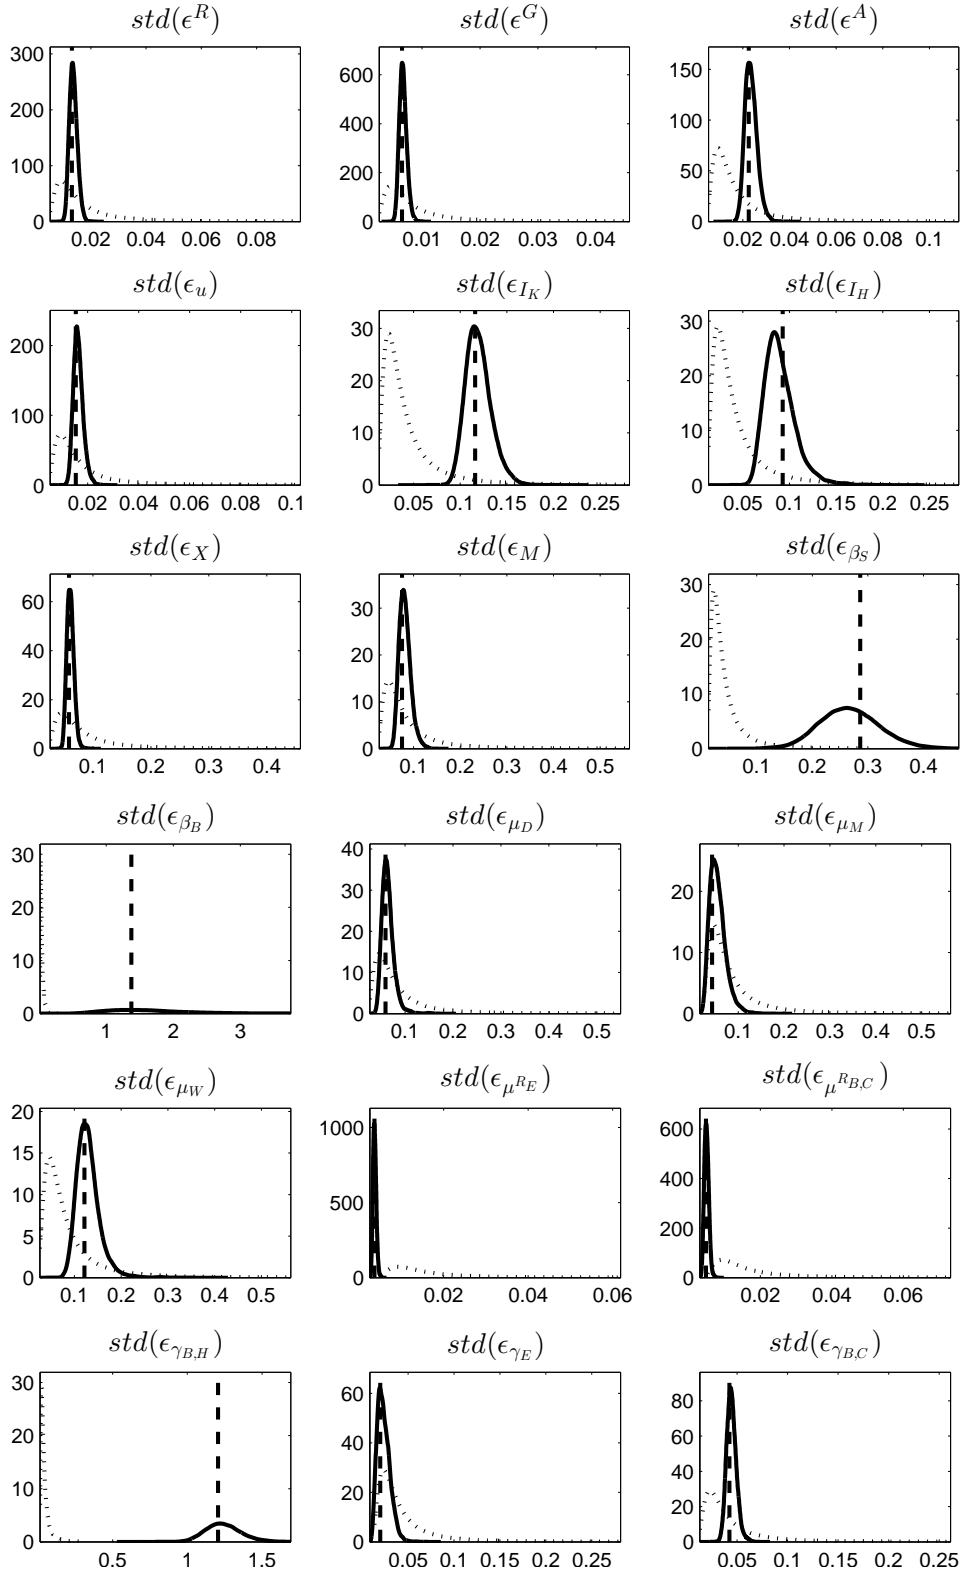 std(ϵ^R) std(ϵ^G) std(ϵ^A)
300 600 150
200 400 100
100 200 50
0 0 0
0.02 0.04 0.06 0.08 0.01 0.02 0.03 0.04 0.02 0.04 0.06 0.08 0.1
std(ϵ_u) std(ϵ_{I_K}) std(ϵ_{I_H})
200 30 30
100 20 20
10 10
0 0 0
0.02 0.04 0.06 0.08 0.1 0.05 0.1 0.15 0.2 0.25 0.05 0.1 0.15 0.2 0.25
std(ϵ_X) std(ϵ_M) std(ϵ_{β_S})
60 30 30
40 20 20
20 10 10
0 0 0
0.1 0.2 0.3 0.4 0.1 0.2 0.3 0.4 0.5 0.1 0.2 0.3 0.4
std(ϵ_{β_B}) std(ϵ_{μ_D}) std(ϵ_{μ_M})
30 40 20
20 30 10
10 20 0
0 10
0
1 2 3 0.1 0.2 0.3 0.4 0.5 0.1 0.2 0.3 0.4 0.5
std(ϵ_{μ_W}) std(ϵ_{μ^{R_E}}) std(ϵ_{μ^{R_{B,C}}})
20 1000 600
15 500 400
10 0 200
5 0
0
0.1 0.2 0.3 0.4 0.5 0.02 0.04 0.06 0.02 0.04 0.06
std(ϵ_{γ_{B,H}}) std(ϵ_{γ_E}) std(ϵ_{γ_{B,C}})
30 60 80
20 40 60
10 20 40
0 0 20
0
0.5 1 1.5 0.05 0.1 0.15 0.2 0.25 0.05 0.1 0.15 0.2 0.25